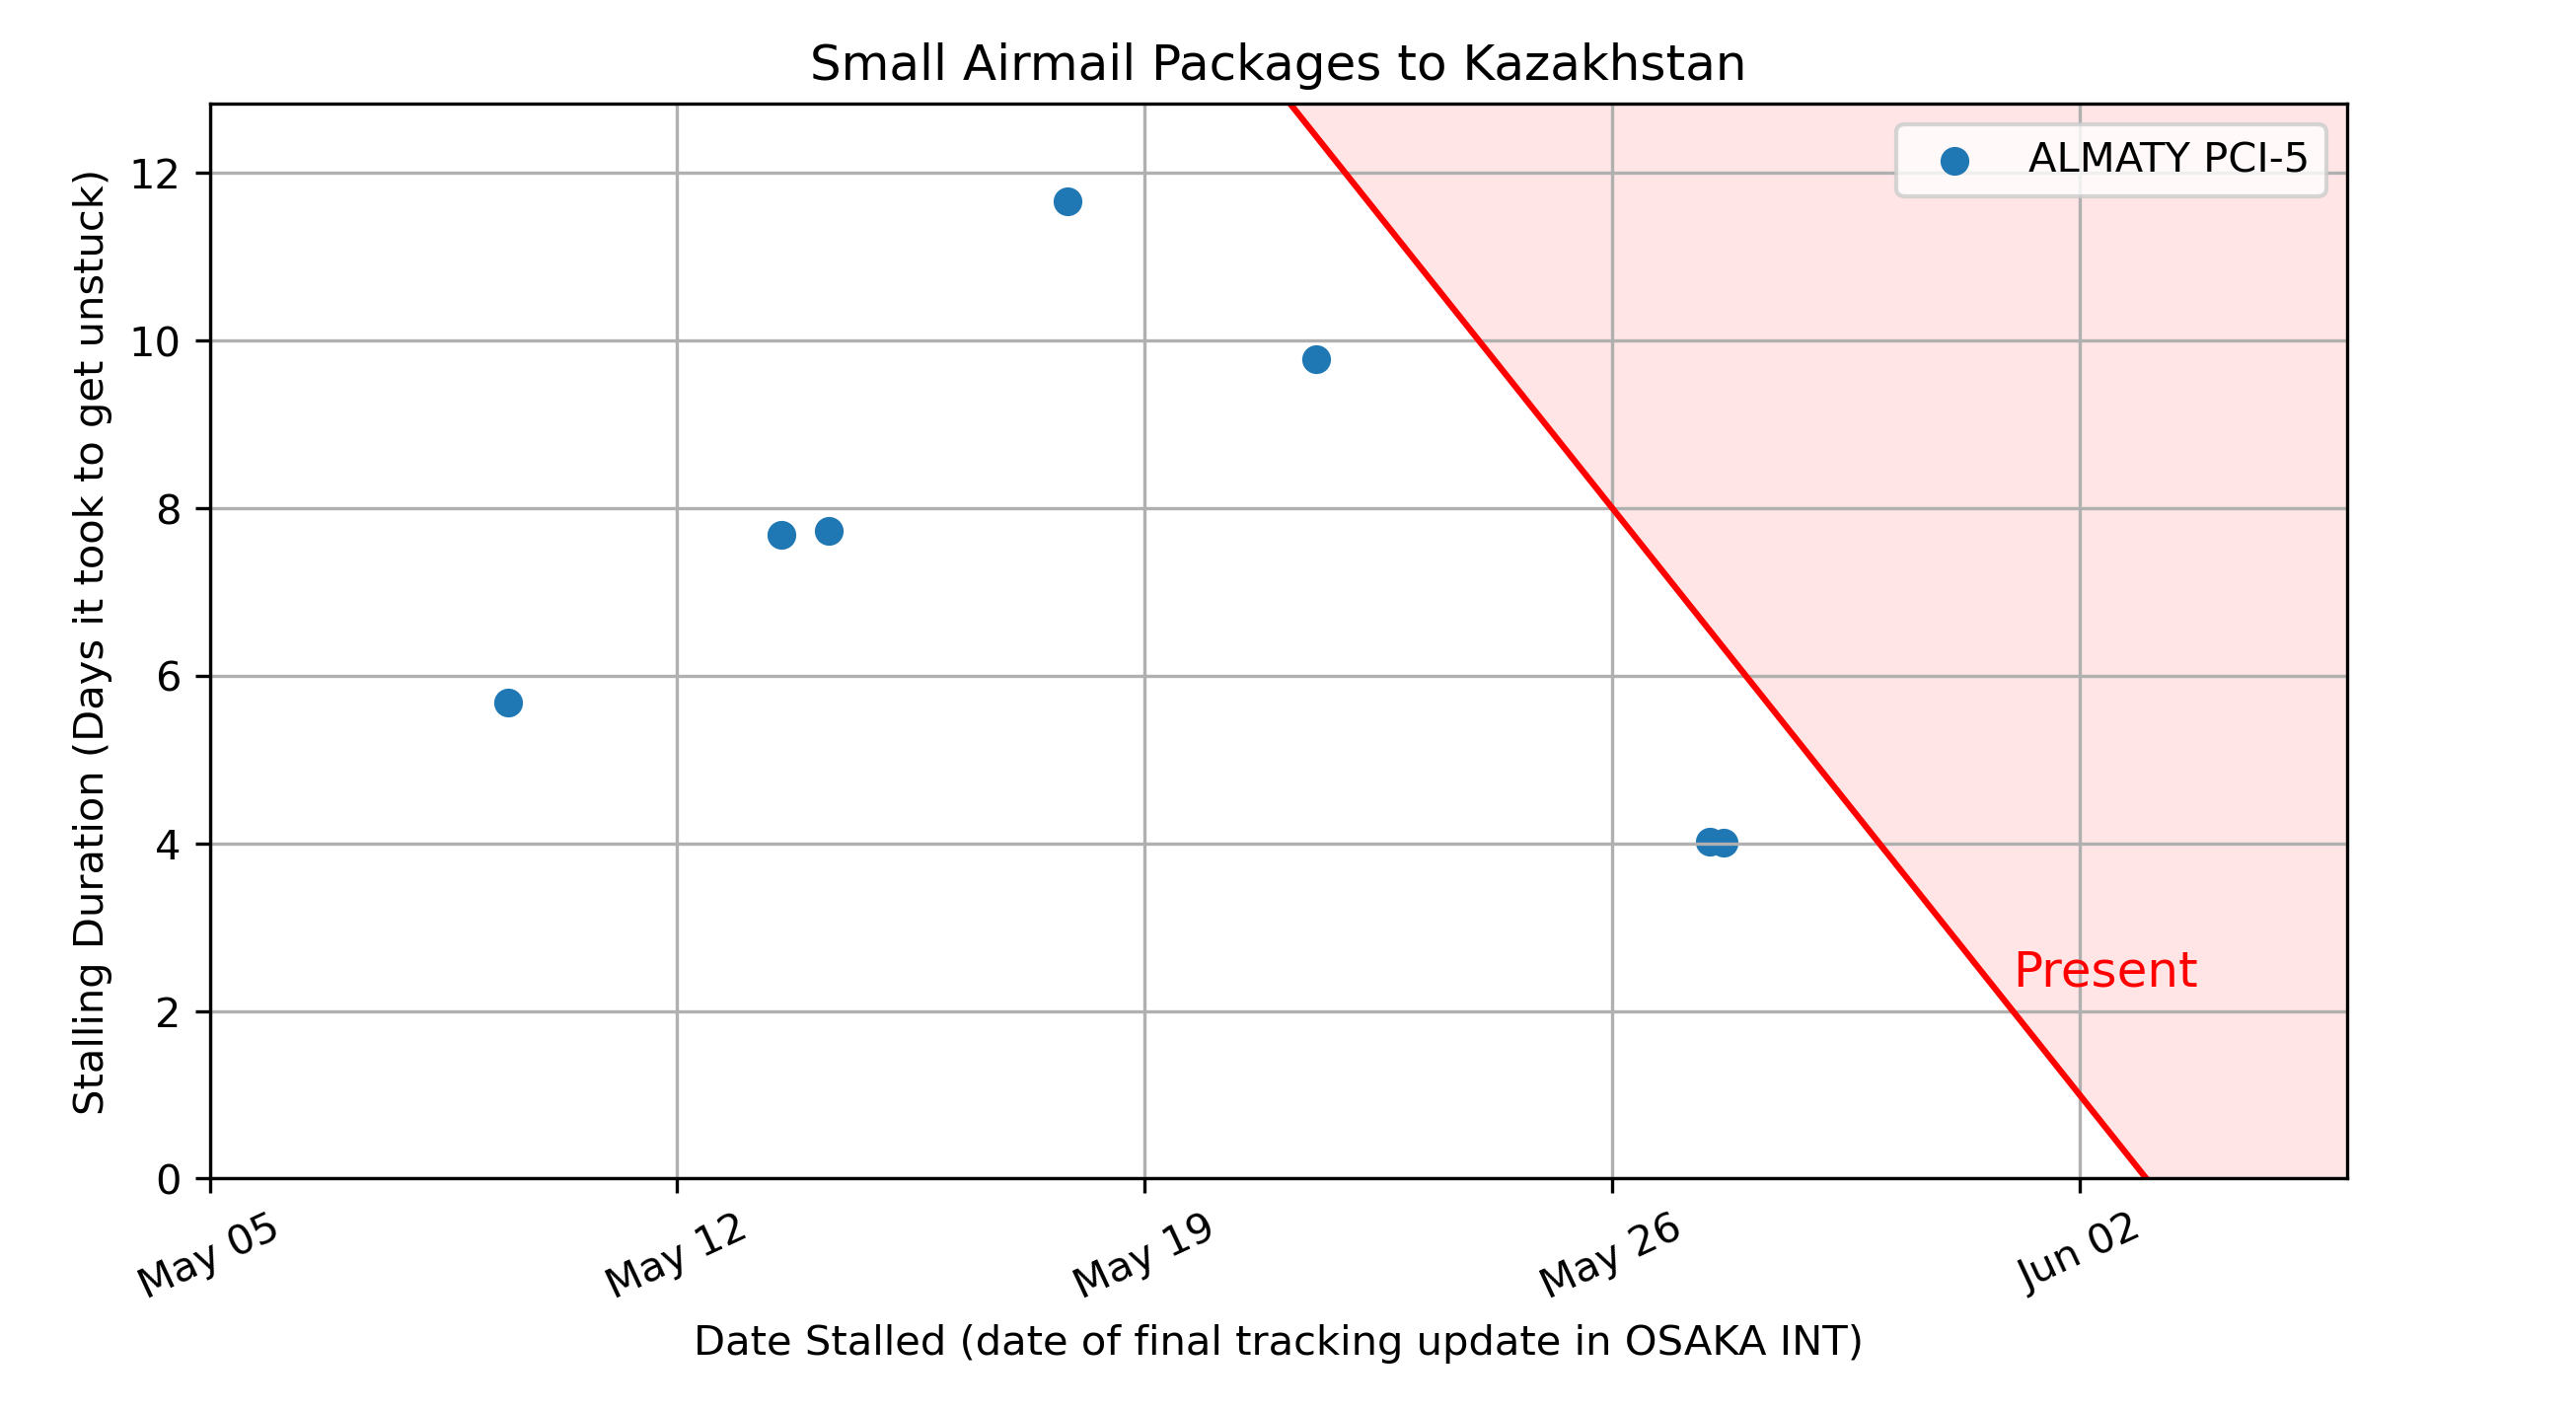 Small Airmail Packages to Kazakhstan
ALMATY PCI-5
Stalling Duration (Days it took to get unstuck)
12
10
8
6
4
2
0
Present
May 05
May 12
May 19
May 26
Jun 02
Date Stalled (date of final tracking update in OSAKA INT)